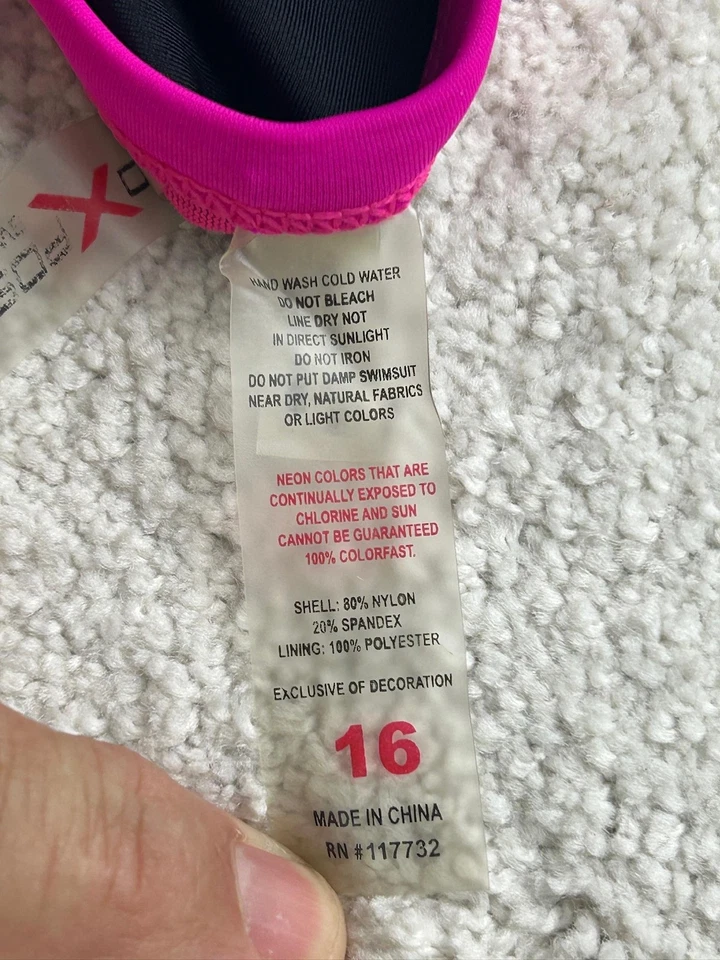 HAND WASH COLD WATER
DO NOT BLEACH
LINE DRY NOT
IN DIRECT SUNLIGHT
DO NOT IRON
DO NOT PUT DAMP SWIMSUIT
NEAR DRY, NATURAL FABRICS
OR LIGHT COLORS
NEON COLORS THAT ARE
CONTINUALLY EXPOSED TO
CHLORINE AND SUN
CANNOT BE GUARANTEED
100% COLORFAST.
SHELL: 80% NYLON
20% SPANDEX
LINING: 100% POLYESTER
EXCLUSIVE OF DECORATION
16
MADE IN CHINA
RN #117732